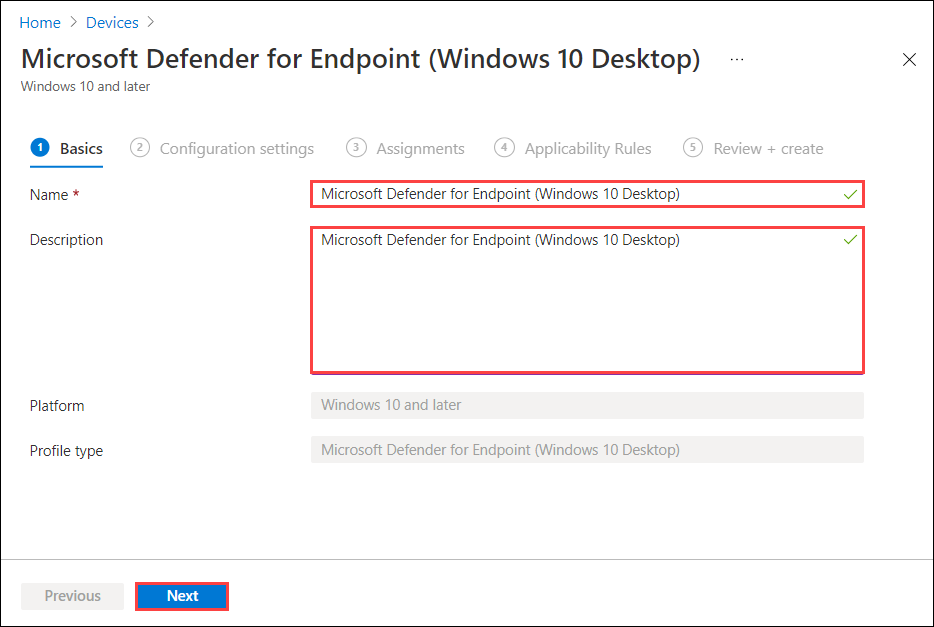 Home > Devices >
Microsoft Defender for Endpoint (Windows 10 Desktop) ...
Windows 10 and later
1 Basics 2 Configuration settings 3 Assignments 4 Applicability Rules 5 Review + create
Name * Microsoft Defender for Endpoint (Windows 10 Desktop)
Description Microsoft Defender for Endpoint (Windows 10 Desktop)
Platform Windows 10 and later
Profile type Microsoft Defender for Endpoint (Windows 10 Desktop)
Previous Next